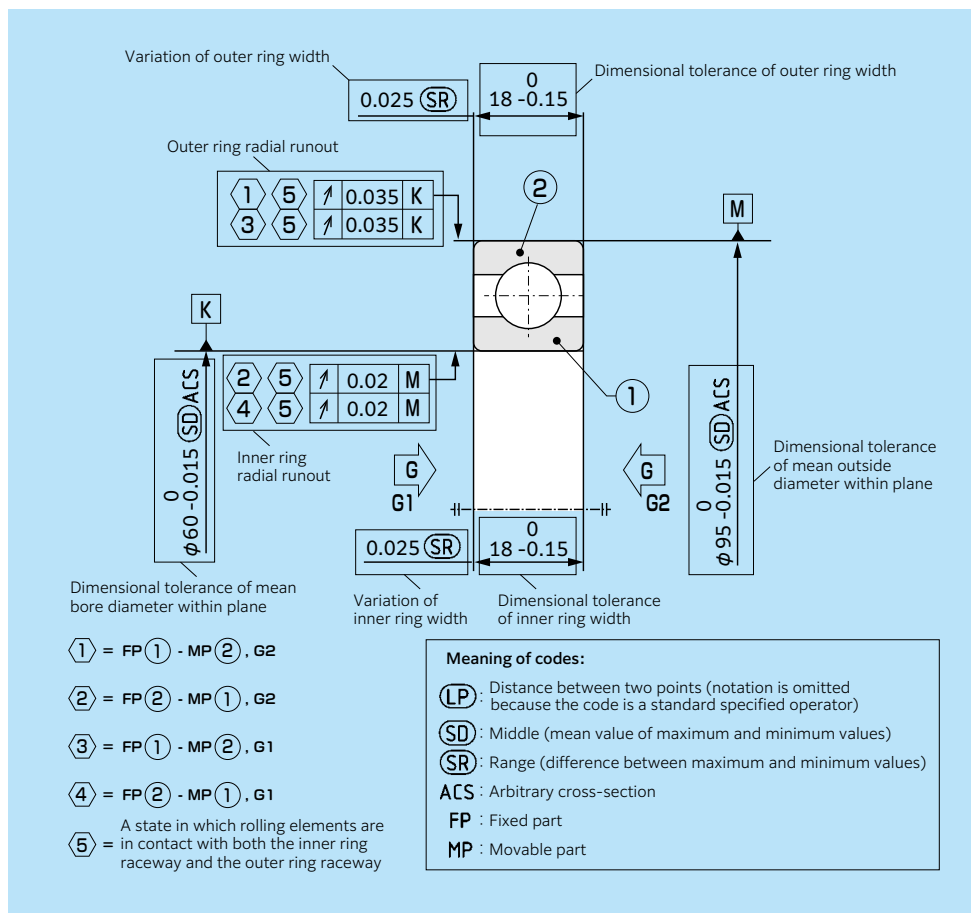 Variation of outer ring width
0.025 SR
0
18 -0.15
Dimensional tolerance of outer ring width
Outer ring radial runout
1 5 ↗ 0.035 K
3 5 ↗ 0.035 K
2
M
K
2 5 ↗ 0.02 M
4 5 ↗ 0.02 M
1
Inner ring
radial runout
G
G1
G
G2
0
φ60 -0.015 SD ACS
0
φ95 -0.015 SD ACS
Dimensional tolerance
of mean outside
diameter within plane
0.025 SR
0
18 -0.15
Dimensional tolerance of mean
bore diameter within plane
Variation of
inner ring width
Dimensional tolerance
of inner ring width
1 = FP 1 - MP 2 , G2
2 = FP 2 - MP 1 , G2
3 = FP 1 - MP 2 , G1
4 = FP 2 - MP 1 , G1
5 = A state in which rolling elements are
in contact with both the inner ring
raceway and the outer ring raceway
Meaning of codes:
LP : Distance between two points (notation is omitted
because the code is a standard specified operator)
SD : Middle (mean value of maximum and minimum values)
SR : Range (difference between maximum and minimum values)
ACS : Arbitrary cross-section
FP : Fixed part
MP : Movable part